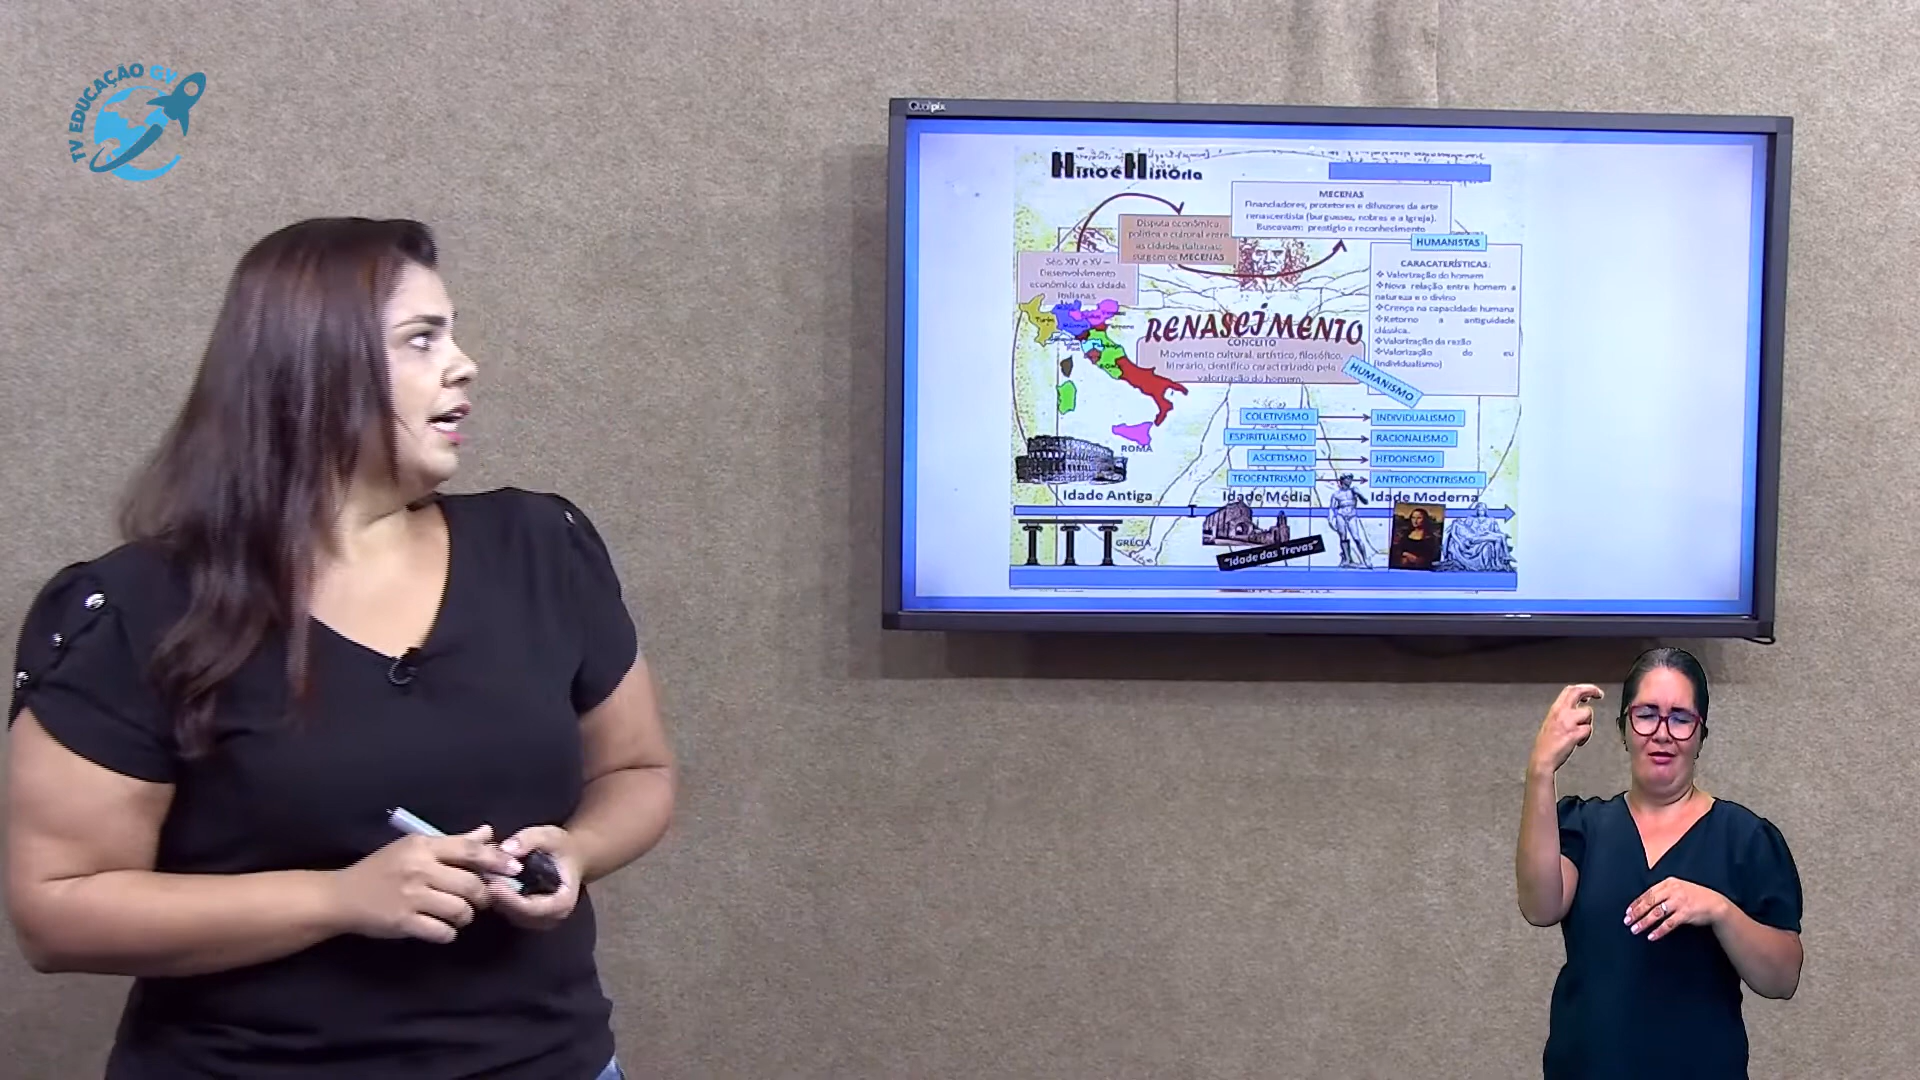 TV EDUCAÇÃO GV
Qualpix
Histo é História
MECENAS
Financiadores, protetores e difusores da arte
renascentista (burgueses, nobres e a Igreja).
Buscavam: prestígio e reconhecimento
Disputa econômica,
política e cultural entre
as cidades italianas;
surgem os MECENAS
HUMANISTAS
Séc XIV e XV –
Desenvolvimento
econômico das cidade
italianas.
CARACATERÍSTICAS:
❖Valorização do homem
❖Nova relação entre homem a
natureza e o divino
❖Crença na capacidade humana
❖Retorno a antiguidade
clássica.
❖Valorização da razão
❖Valorização do eu
(individualismo)
RENASCIMENTO
CONCEITO
Movimento cultural, artístico, filosófico,
literário, científico caracterizado pela
valorização do homem.
HUMANISMO
COLETIVISMO INDIVIDUALISMO
ESPIRITUALISMO RACIONALISMO
ASCETISMO HEDONISMO
TEOCENTRISMO ANTROPOCENTRISMO
ROMA
Idade Antiga Idade Média Idade Moderna
GRÉCIA
"Idade das Trevas"